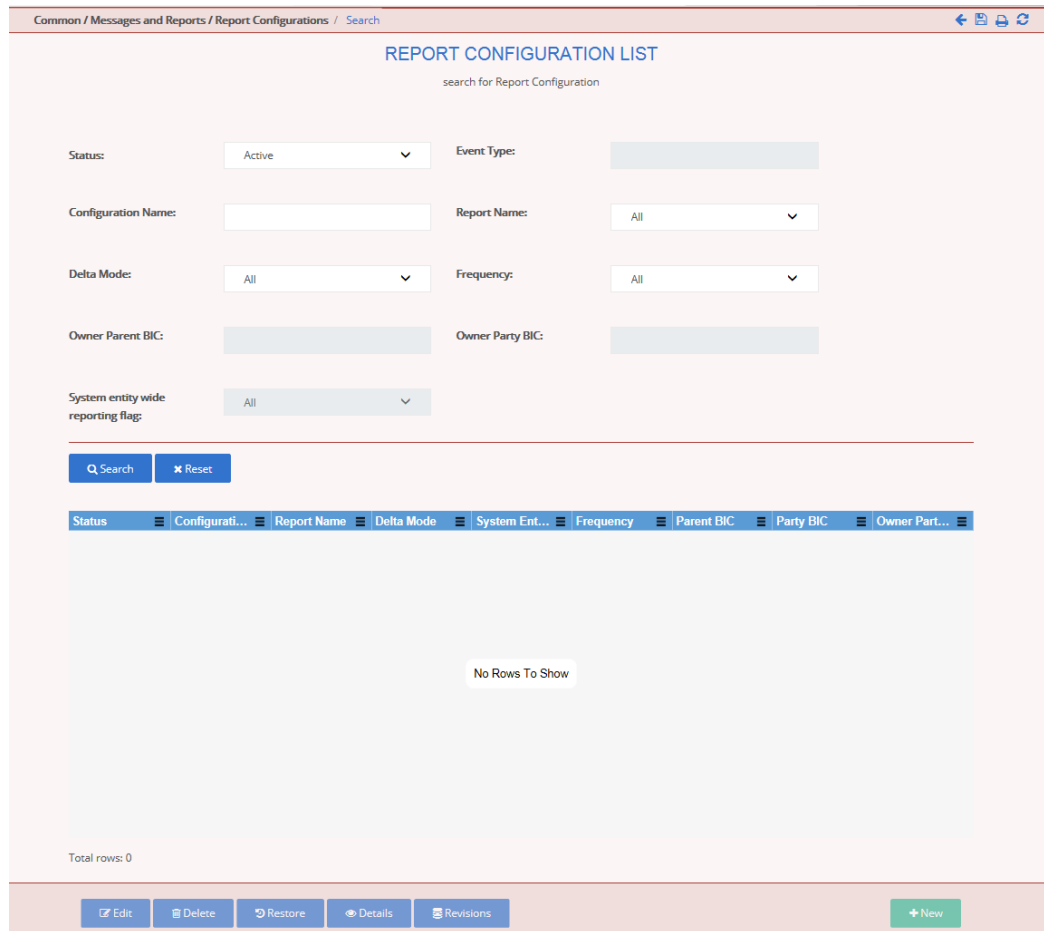 Common / Messages and Reports / Report Configurations / Search
REPORT CONFIGURATION LIST
search for Report Configuration
Status: Active Event Type:
Configuration Name: Report Name: All
Delta Mode: All Frequency: All
Owner Parent BIC: Owner Party BIC:
System entity wide reporting flag: All
Search Reset
Status Configurati... Report Name Delta Mode System Ent... Frequency Parent BIC Party BIC Owner Part...
No Rows To Show
Total rows: 0
Edit Delete Restore Details Revisions New